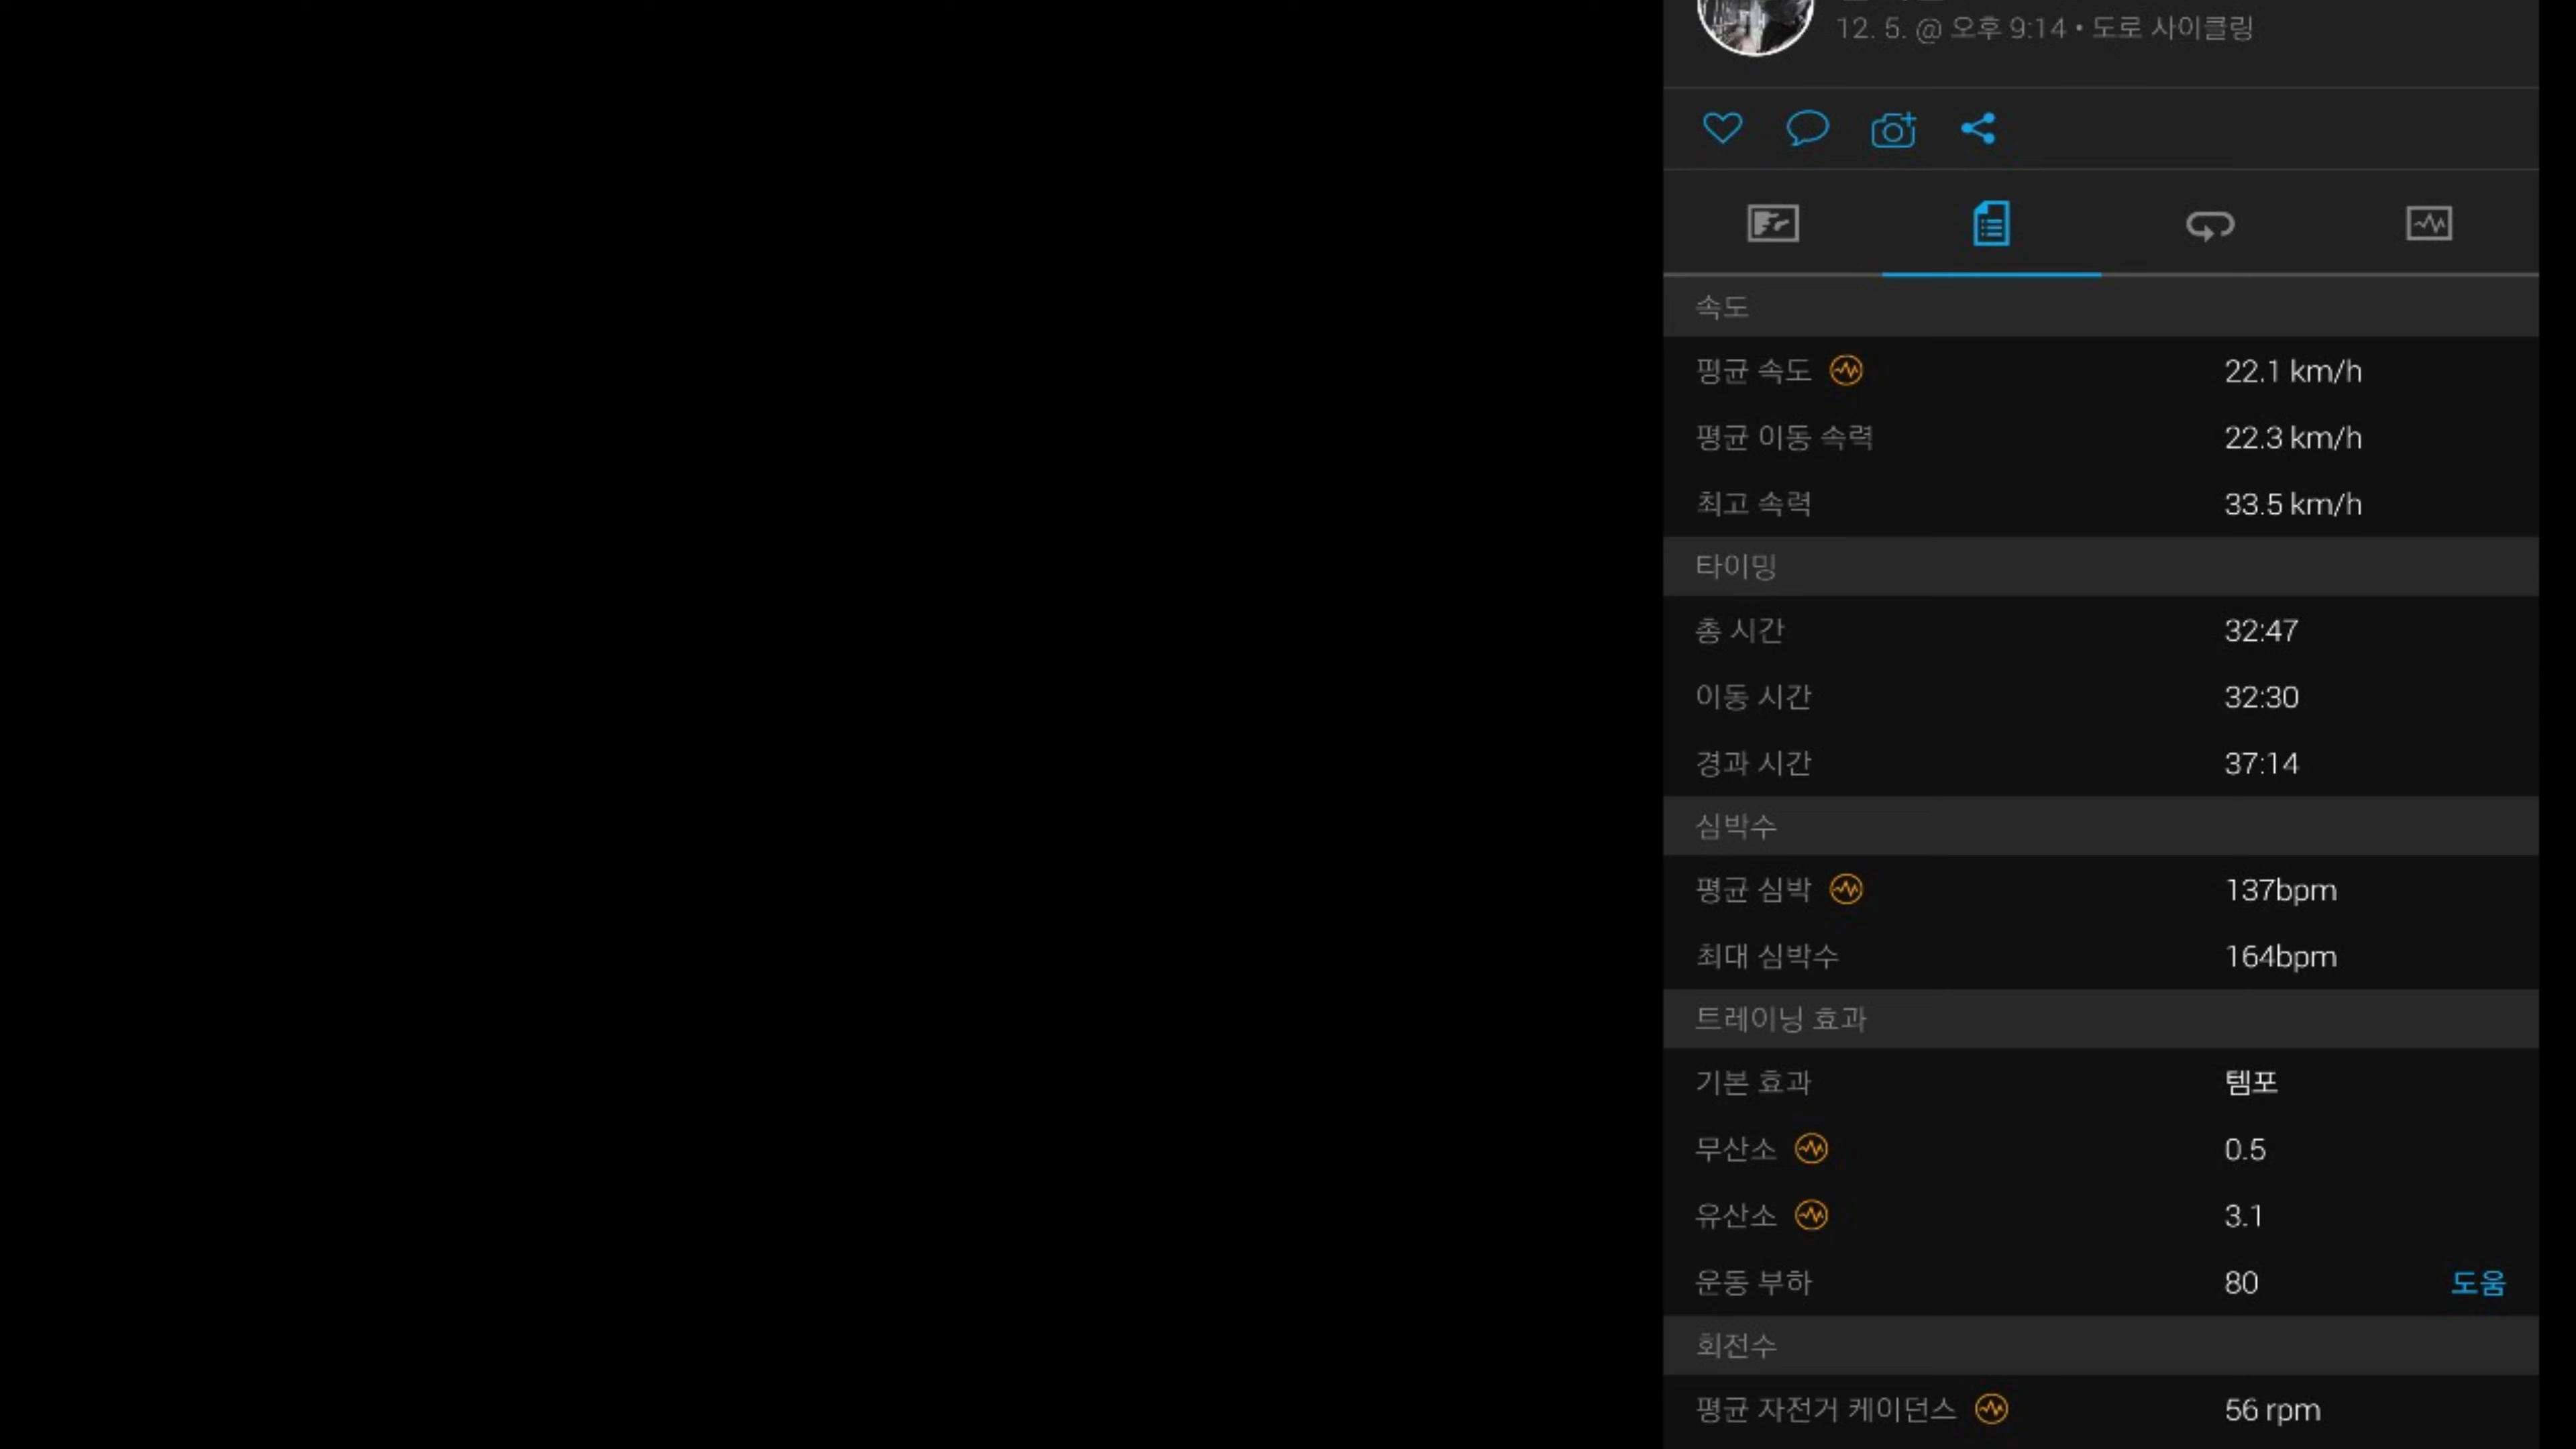 12. 5. @ 오후 9:14 • 도로 사이클링
속도
평균 속도 22.1 km/h
평균 이동 속력 22.3 km/h
최고 속력 33.5 km/h
타이밍
총 시간 32:47
이동 시간 32:30
경과 시간 37:14
심박수
평균 심박 137bpm
최대 심박수 164bpm
트레이닝 효과
기본 효과 템포
무산소 0.5
유산소 3.1
운동 부하 80 도움
회전수
평균 자전거 케이던스 56 rpm